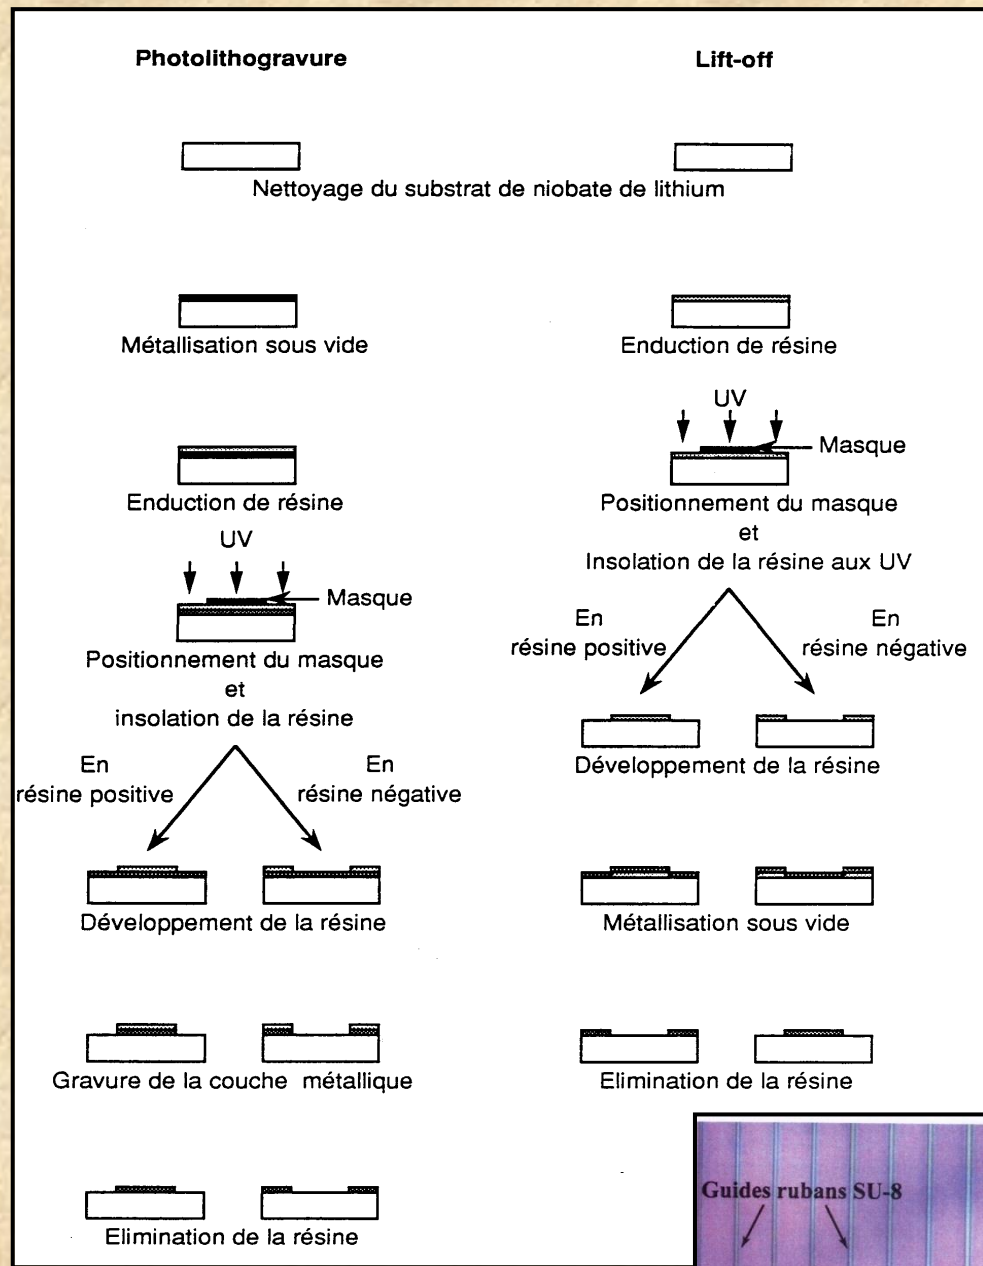 Photolithogravure
Lift-off
Nettoyage du substrat de niobate de lithium
Métallisation sous vide
Enduction de résine
UV
Masque
Positionnement du masque
et
insolation de la résine
En
résine positive
En
résine négative
Développement de la résine
Gravure de la couche métallique
Elimination de la résine
Enduction de résine
UV
Masque
Positionnement du masque
et
Insolation de la résine aux UV
En
résine positive
En
résine négative
Développement de la résine
Métallisation sous vide
Elimination de la résine
Guides rubans SU-8